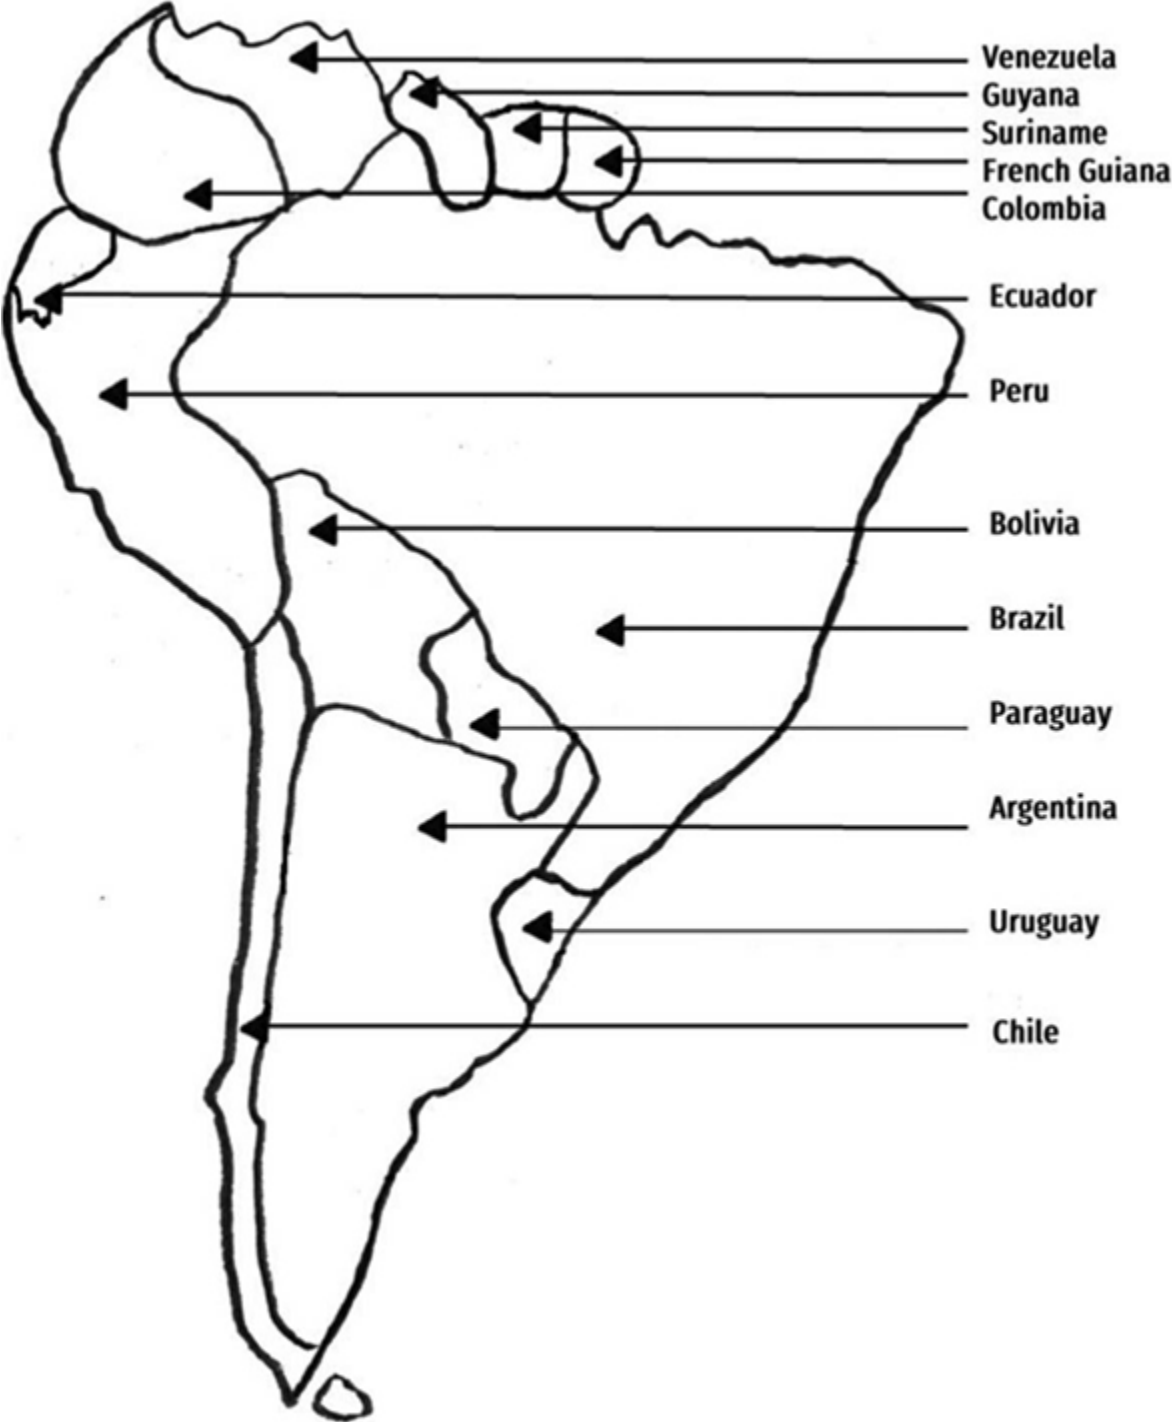 Venezuela
Guyana
Suriname
French Guiana
Colombia
Ecuador
Peru
Bolivia
Brazil
Paraguay
Argentina
Uruguay
Chile